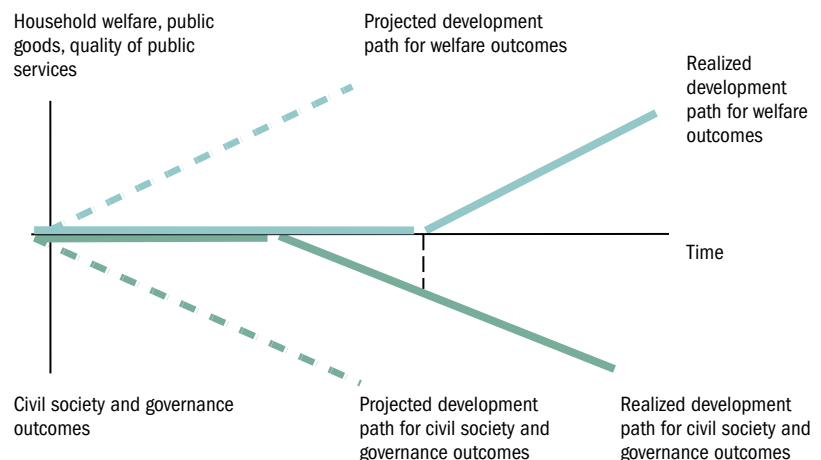 Household welfare, public
goods, quality of public
services
Projected development
path for welfare outcomes
Realized
development
path for welfare
outcomes
Time
Civil society and governance
outcomes
Projected development
path for civil society and
governance outcomes
Realized development
path for civil society and
governance outcomes